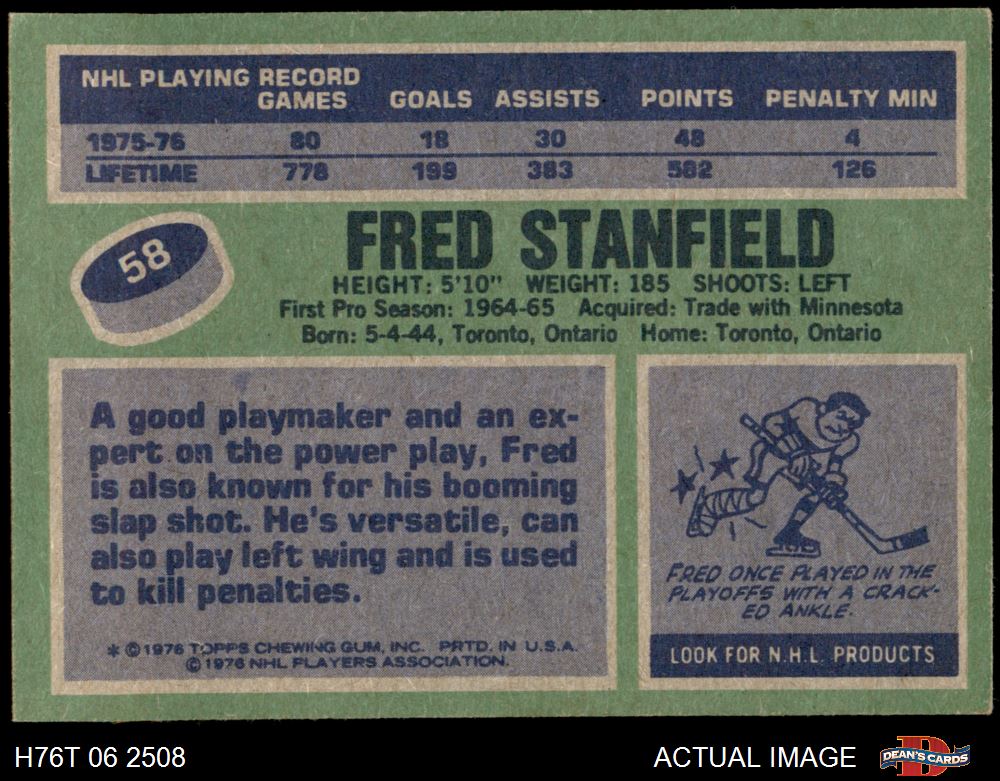 NHL PLAYING RECORD
GAMES GOALS ASSISTS POINTS PENALTY MIN
1975-76 80 18 30 48 4
LIFETIME 778 199 383 582 126
58
FRED STANFIELD
HEIGHT: 5'10" WEIGHT: 185 SHOOTS: LEFT
First Pro Season: 1964-65 Acquired: Trade with Minnesota
Born: 5-4-44, Toronto, Ontario Home: Toronto, Ontario
A good playmaker and an ex-
pert on the power play, Fred
is also known for his booming
slap shot. He's versatile, can
also play left wing and is used
to kill penalties.
* © 1976 TOPPS CHEWING GUM, INC. PRTD. IN U.S.A.
© 1976 NHL PLAYERS ASSOCIATION.
FRED ONCE PLAYED IN THE
PLAYOFFS WITH A CRACK-
ED ANKLE.
LOOK FOR N.H.L. PRODUCTS
H76T 06 2508 ACTUAL IMAGE DEAN'S CARDS